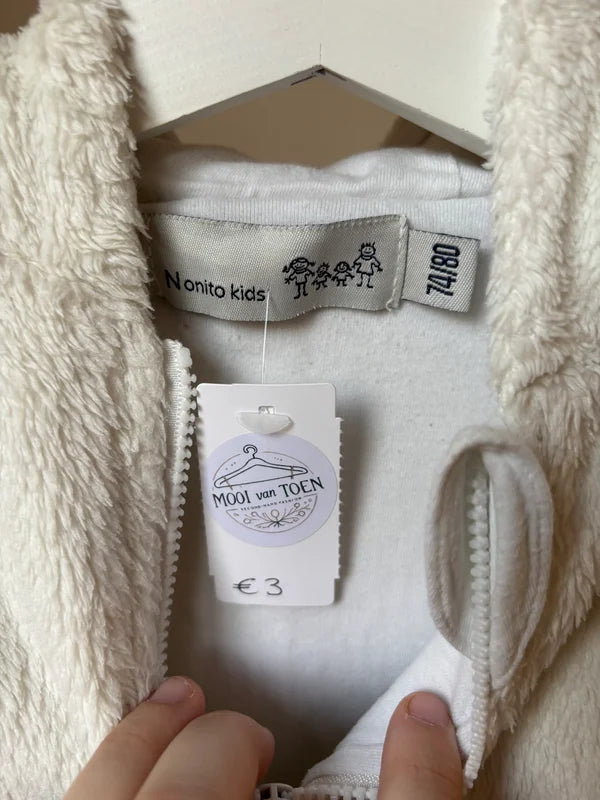 Nonito kids
74/80
MOOI van TOEN
SECOND-HAND FASHION
€3